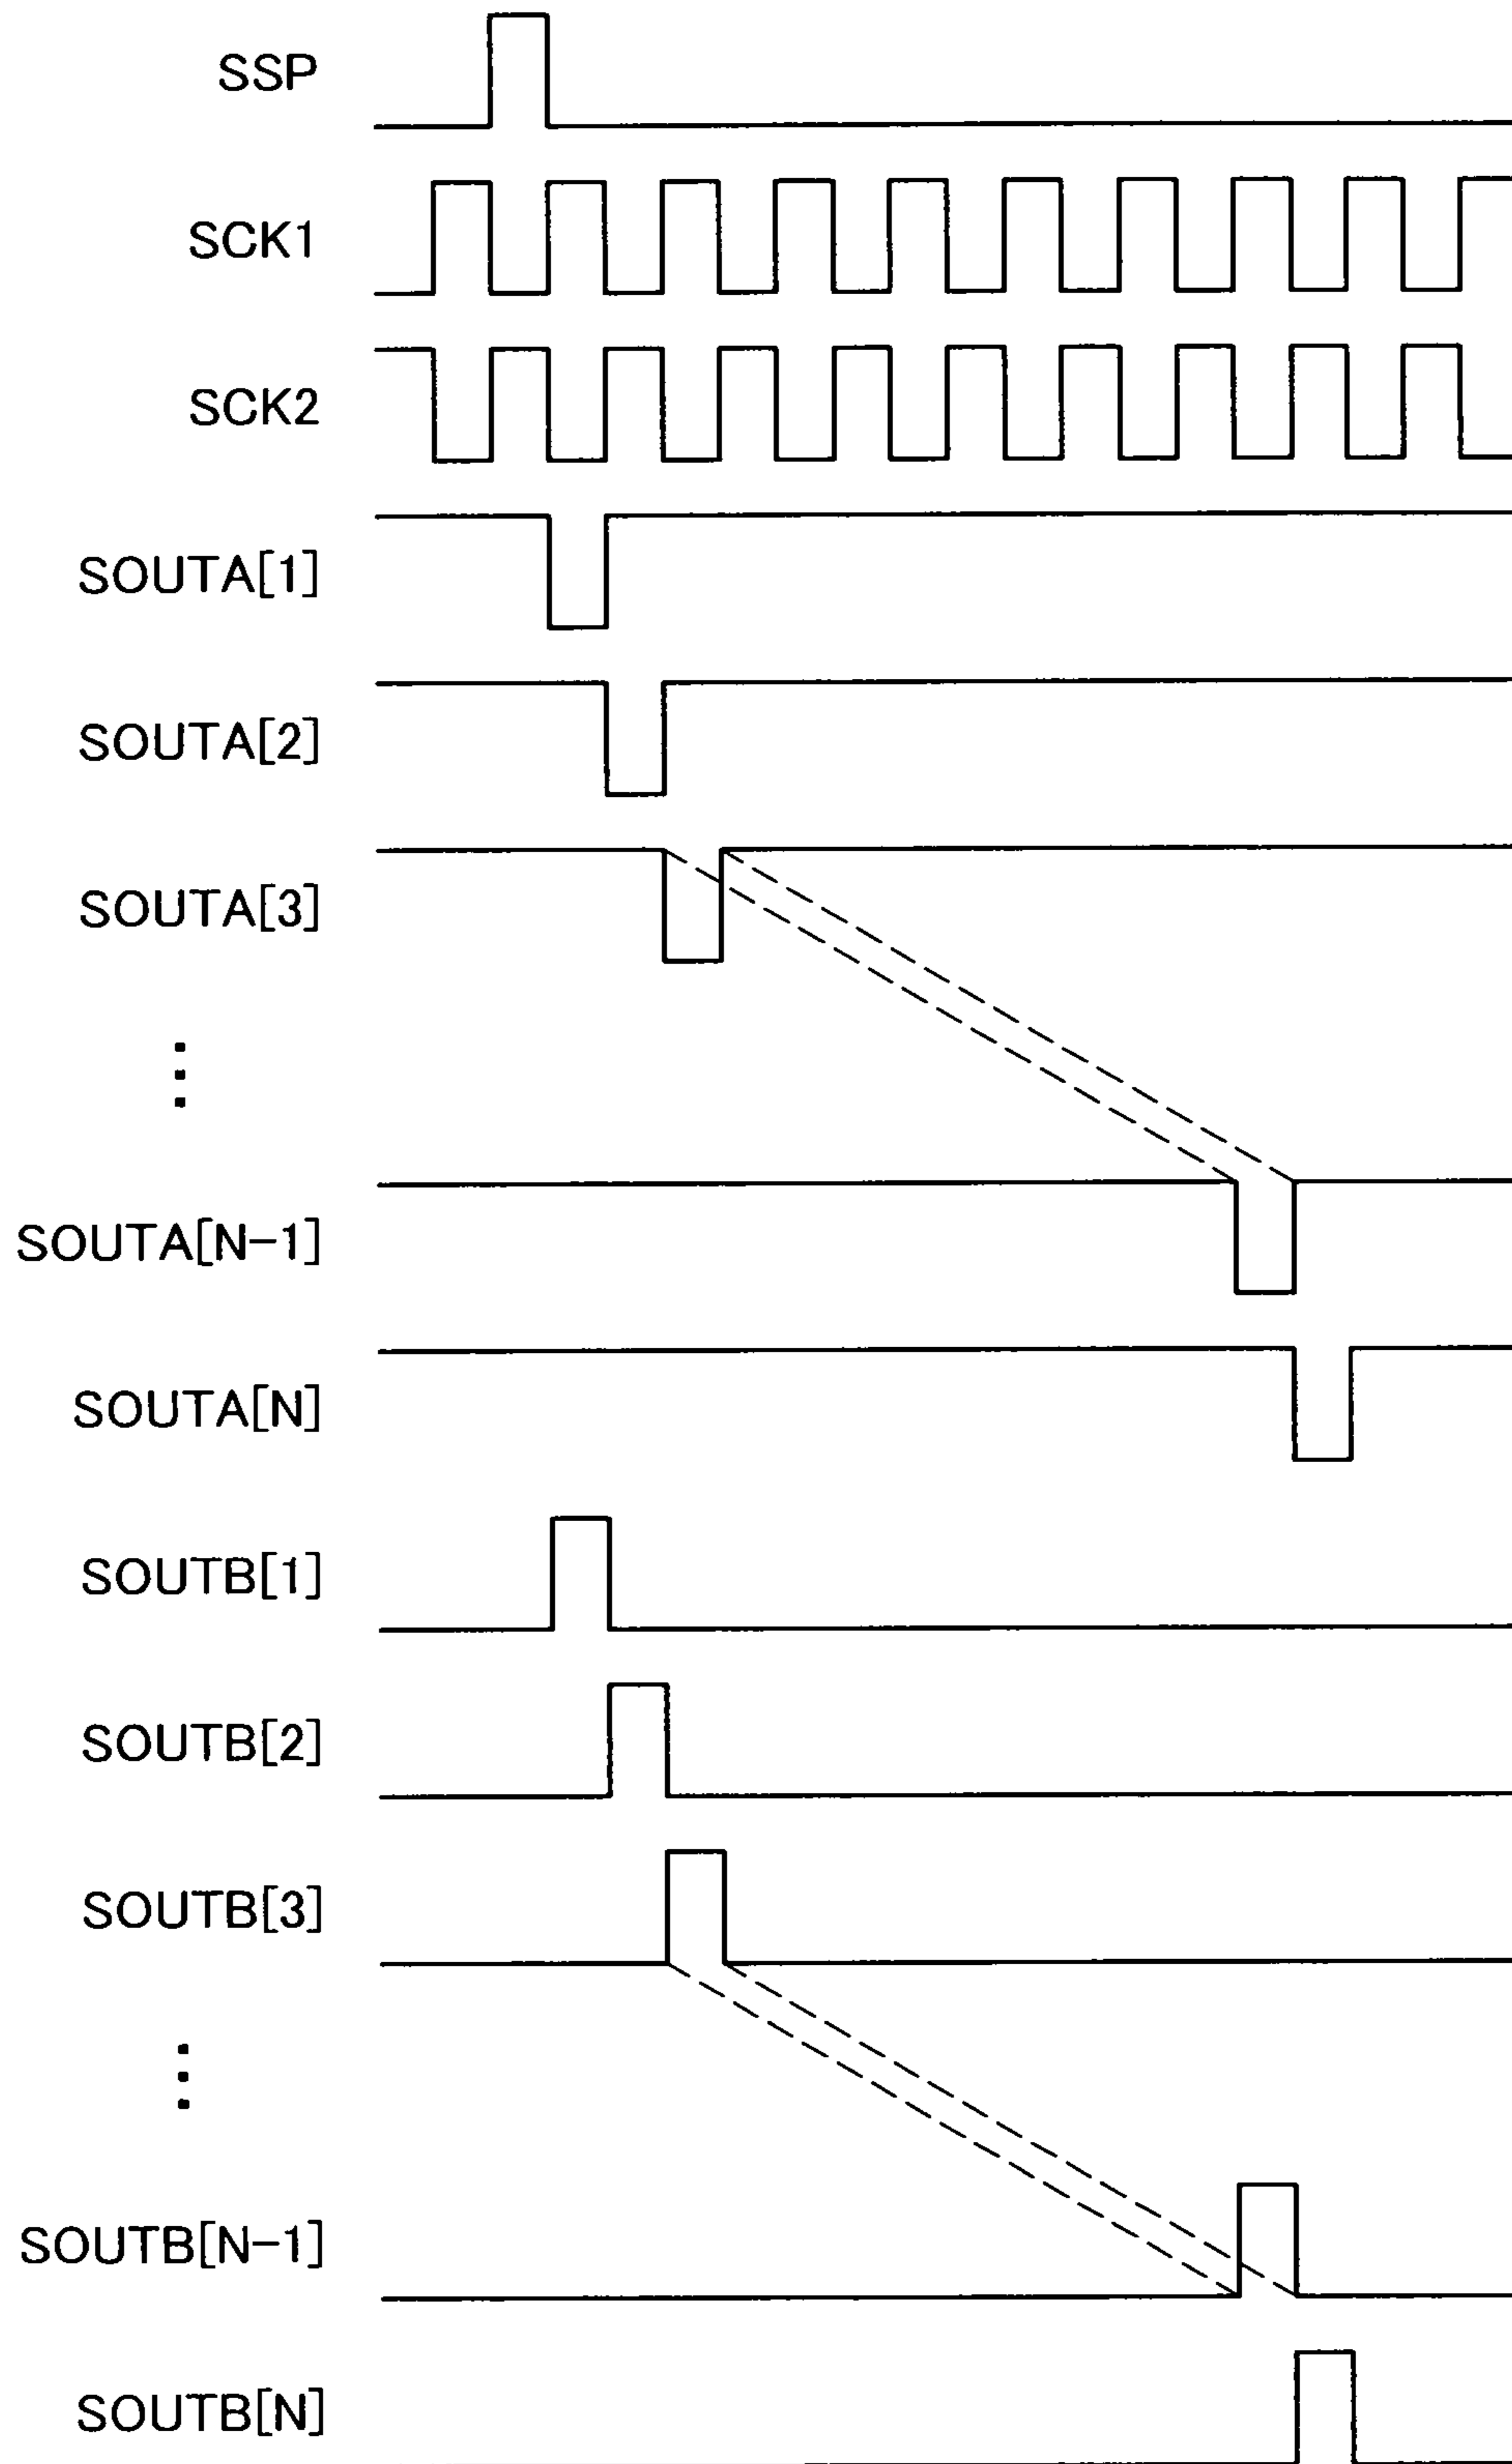 SSP
SCK1
SCK2
SOUTA[1]
SOUTA[2]
SOUTA[3]
⋮
SOUTA[N-1]
SOUTA[N]
SOUTB[1]
SOUTB[2]
SOUTB[3]
⋮
SOUTB[N-1]
SOUTB[N]